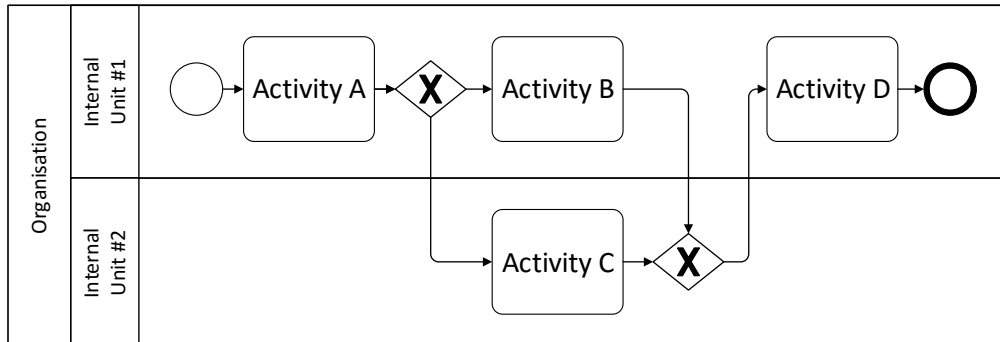 Organisation
Internal
Unit #1
Activity A
X
Activity B
Activity D
Internal
Unit #2
Activity C
X